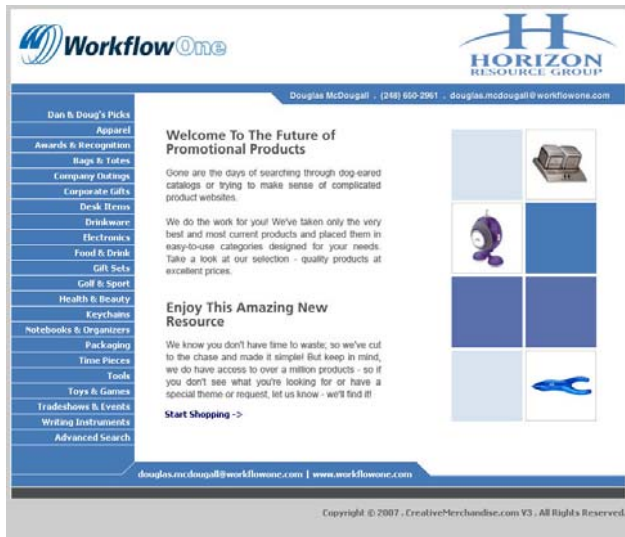 WorkflowOne
HORIZON
RESOURCE GROUP
Douglas McDougall . (248) 660-2961 . douglas.mcdougall@workflowone.com
Dan & Doug's Picks
Apparel
Awards & Recognition
Bags & Totes
Company Outings
Corporate Gifts
Desk Items
Drinkware
Electronics
Food & Drink
Gift Sets
Golf & Sport
Health & Beauty
Keychains
Notebooks & Organizers
Packaging
Time Pieces
Tools
Toys & Games
Tradeshows & Events
Writing Instruments
Advanced Search
Welcome To The Future of
Promotional Products
Gone are the days of searching through dog-eared
catalogs or trying to make sense of complicated
product websites.
We do the work for you! We've taken only the very
best and most current products and placed them in
easy-to-use categories designed for your needs.
Take a look at our selection - quality products at
excellent prices.
Enjoy This Amazing New
Resource
We know you don't have time to waste; so we've cut
to the chase and made it simple! But keep in mind,
we do have access to over a million products - so if
you don't see what you're looking for or have a
special theme or request, let us know - we'll find it!
Start Shopping ->
douglas.mcdougall@workflowone.com | www.workflowone.com
Copyright © 2007 . CreativeMerchandise.com V3 . All Rights Reserved.